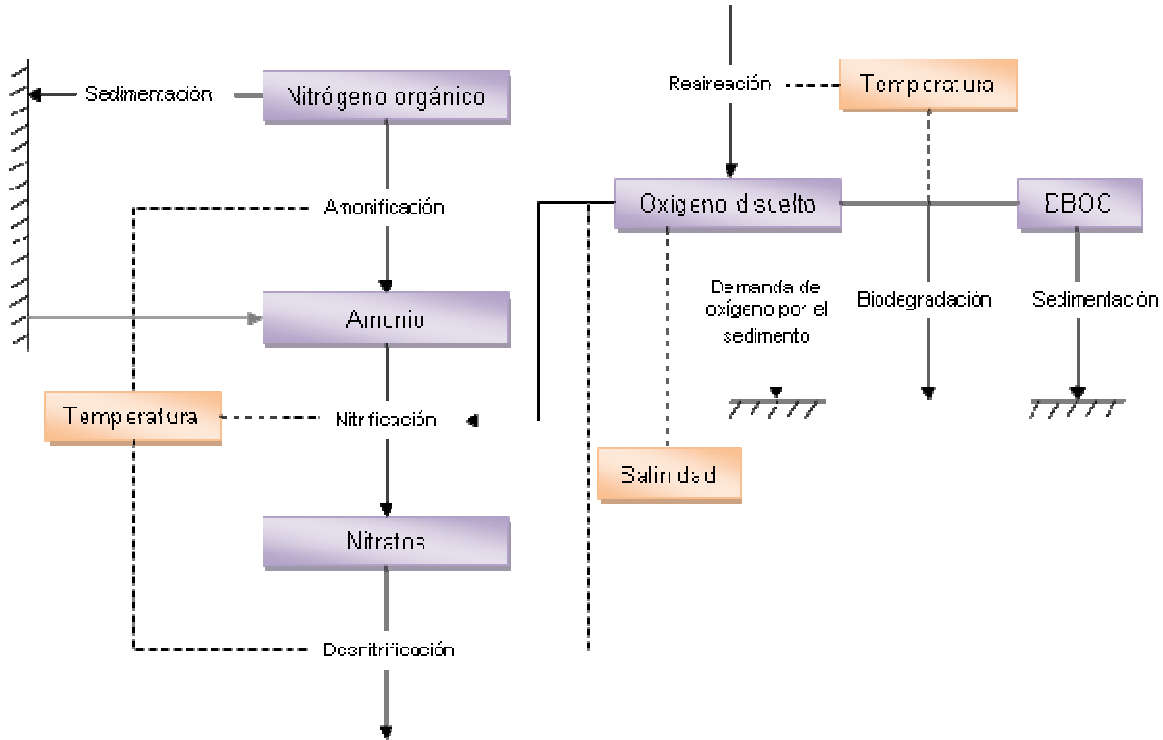 Sedimentación
Nitrógeno orgánico
Amonificación
Amonio
Temperatura
Nitrificación
Nitratos
Desnitrificación
Reaireación
Temperatura
Oxígeno disuelto
DBOC
Demanda de
oxígeno por el
sedimento
Biodegradación
Sedimentación
Salinidad